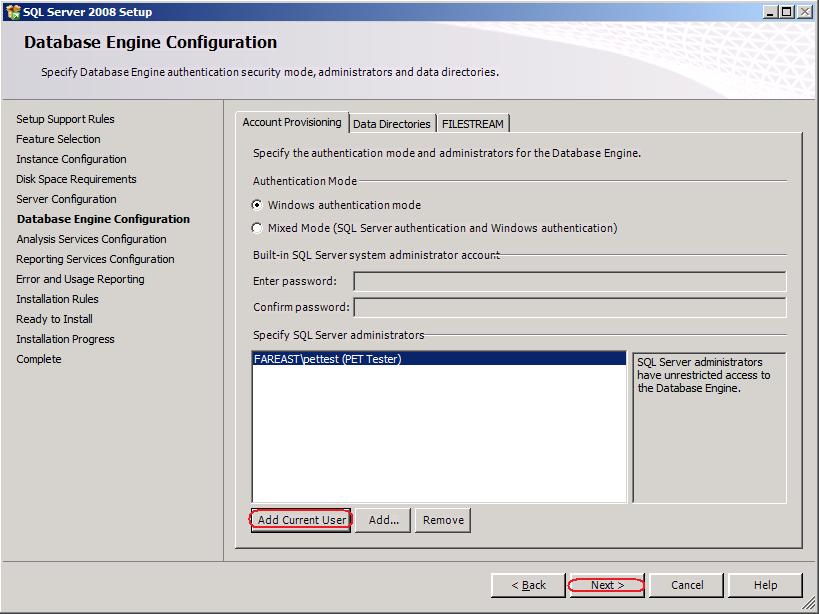 SQL Server 2008 Setup
Database Engine Configuration
Specify Database Engine authentication security mode, administrators and data directories.
Setup Support Rules
Feature Selection
Instance Configuration
Disk Space Requirements
Server Configuration
Database Engine Configuration
Analysis Services Configuration
Reporting Services Configuration
Error and Usage Reporting
Installation Rules
Ready to Install
Installation Progress
Complete
Account Provisioning
Data Directories
FILESTREAM
Specify the authentication mode and administrators for the Database Engine.
Authentication Mode
Windows authentication mode
Mixed Mode (SQL Server authentication and Windows authentication)
Built-in SQL Server system administrator account
Enter password:
Confirm password:
Specify SQL Server administrators
FAREAST\pettest (PET Tester)
SQL Server administrators
have unrestricted access to
the Database Engine.
Add Current User
Add...
Remove
< Back
Next >
Cancel
Help